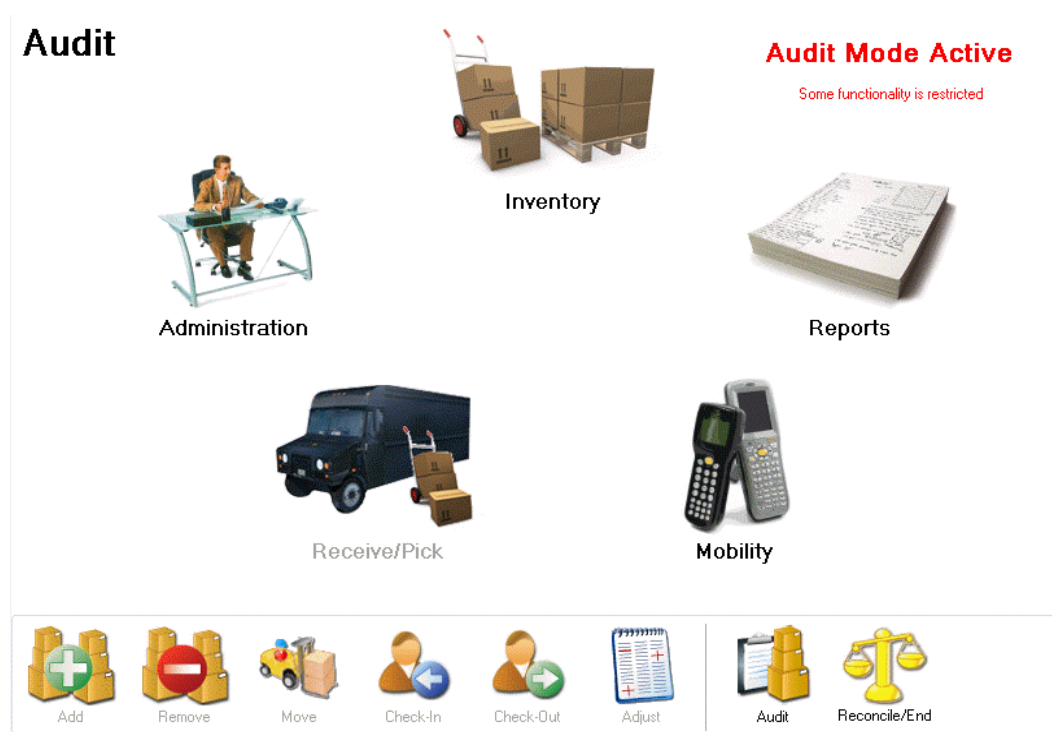 Audit
Audit Mode Active
Some functionality is restricted
Inventory
Administration
Reports
Receive/Pick
Mobility
Add
Remove
Move
Check-In
Check-Out
Adjust
Audit
Reconcile/End